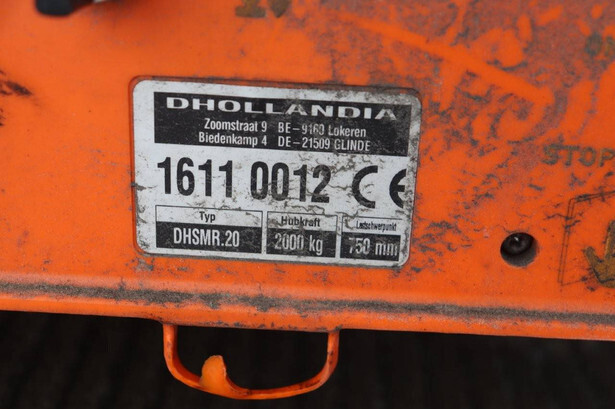 DHOLLANDIA
Zoomstraat 9 BE-9160 Lokeren
Biedenkamp 4 DE-21509 GLINDE
1611 0012 CE
Typ Hubkraft Lastschwerpunkt
DHSMR.20 2000 kg 750 mm
STOP